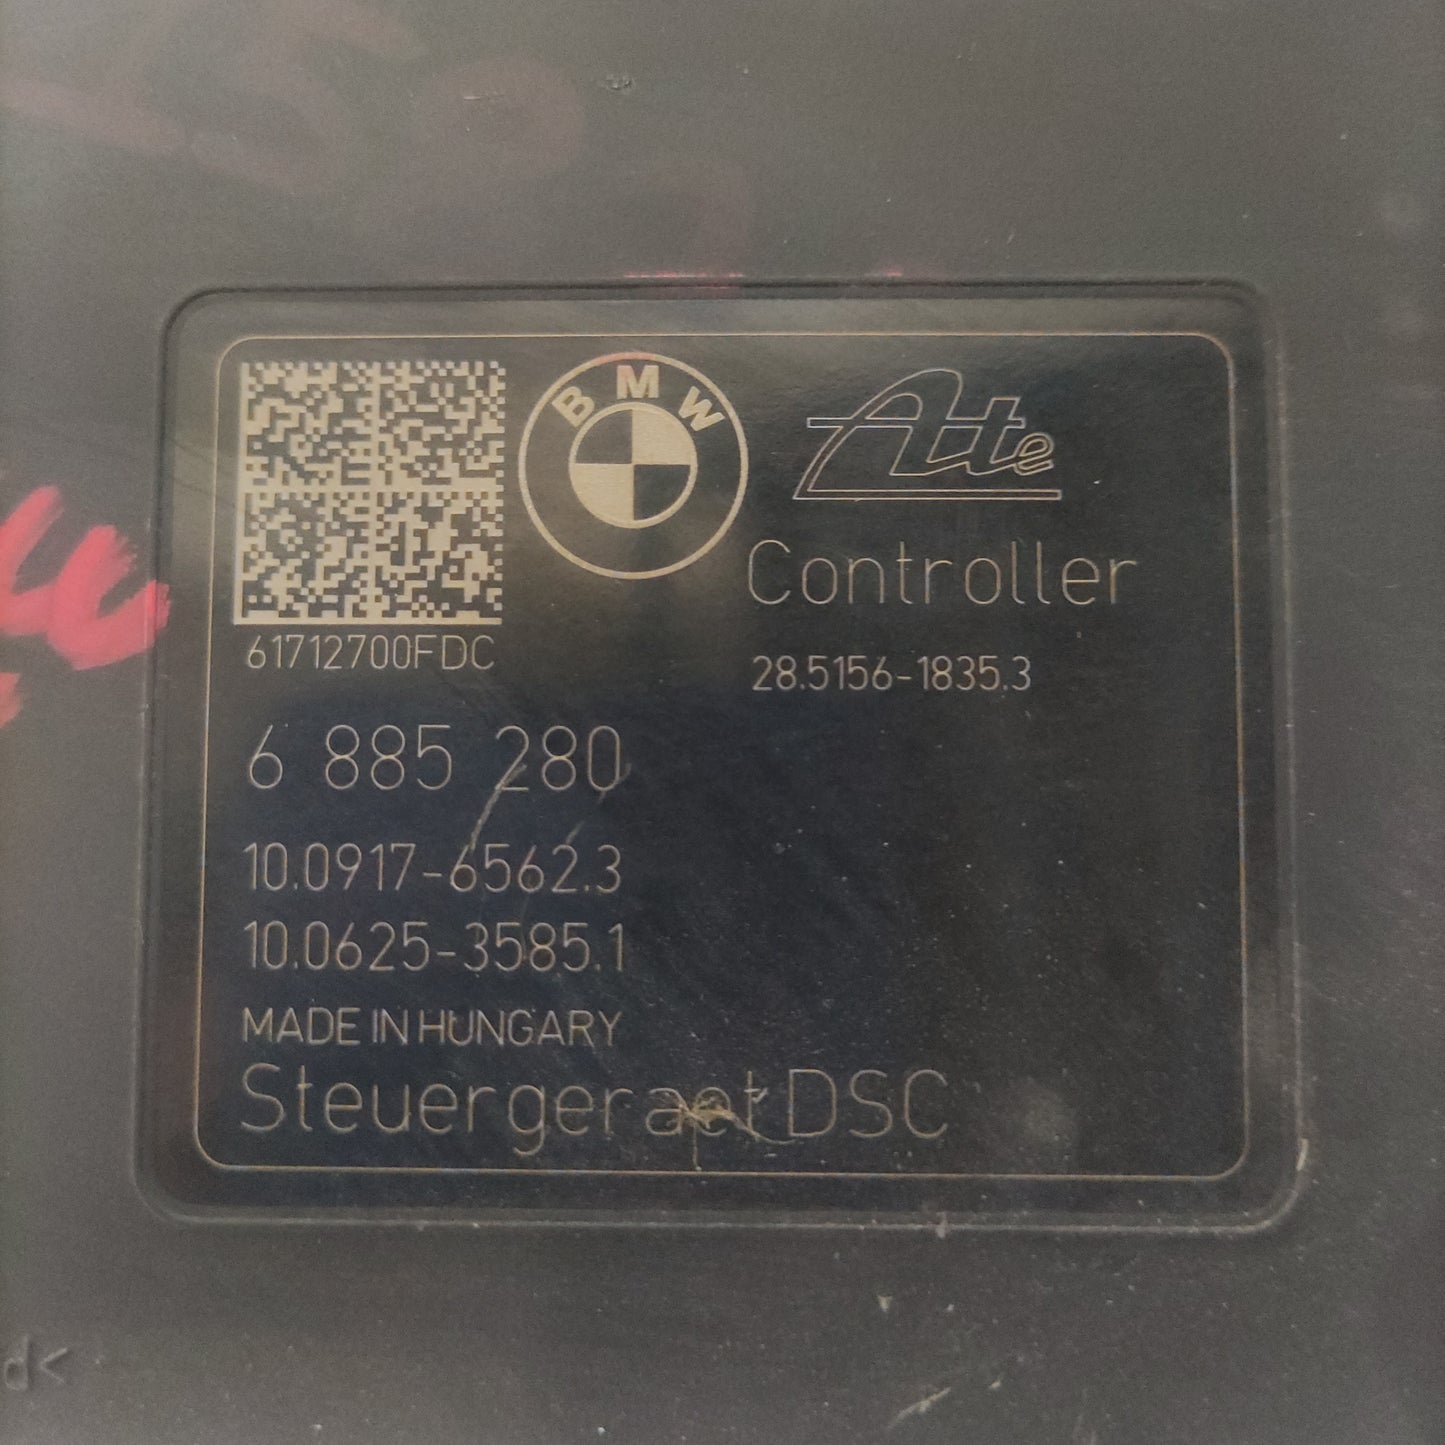 BMW
Ate
Controller
61712700FDC
28.5156-1835.3
6 885 280
10.0917-6562.3
10.0625-3585.1
MADE IN HUNGARY
Steuergeraet DSC
d<